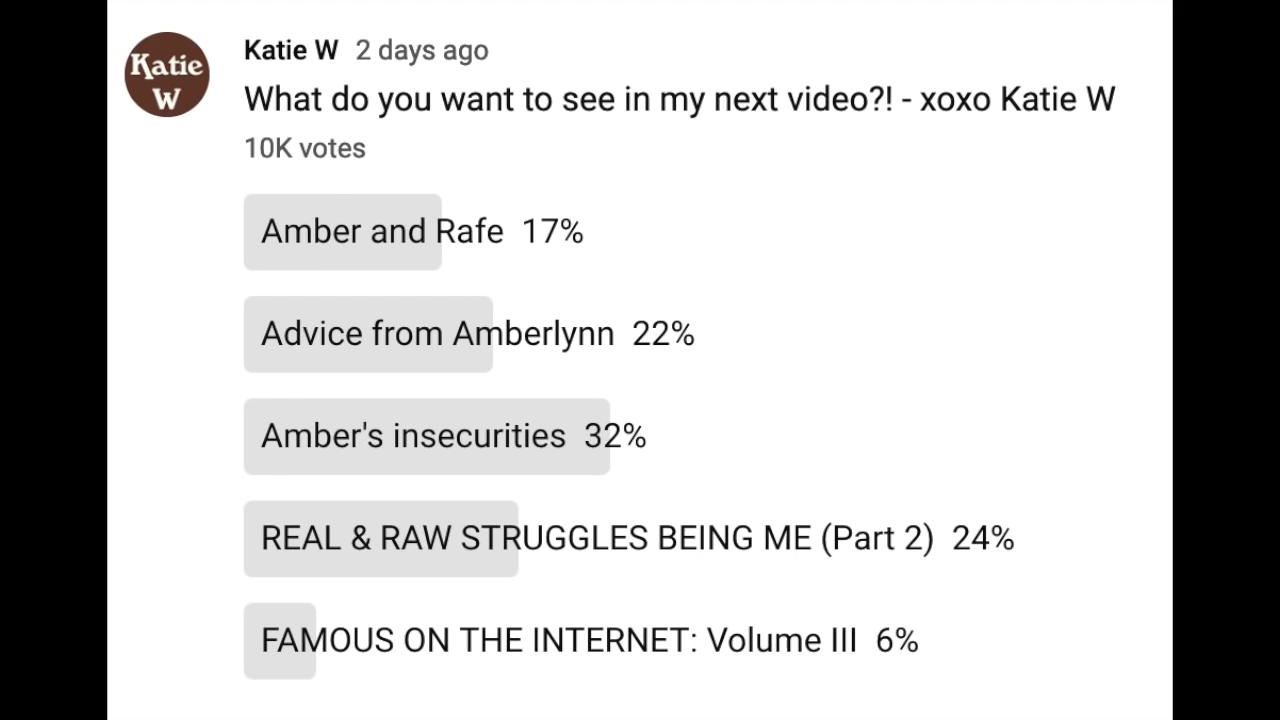 Katie
W
Katie W 2 days ago
What do you want to see in my next video?! - xoxo Katie W
10K votes
Amber and Rafe 17%
Advice from Amberlynn 22%
Amber's insecurities 32%
REAL & RAW STRUGGLES BEING ME (Part 2) 24%
FAMOUS ON THE INTERNET: Volume III 6%